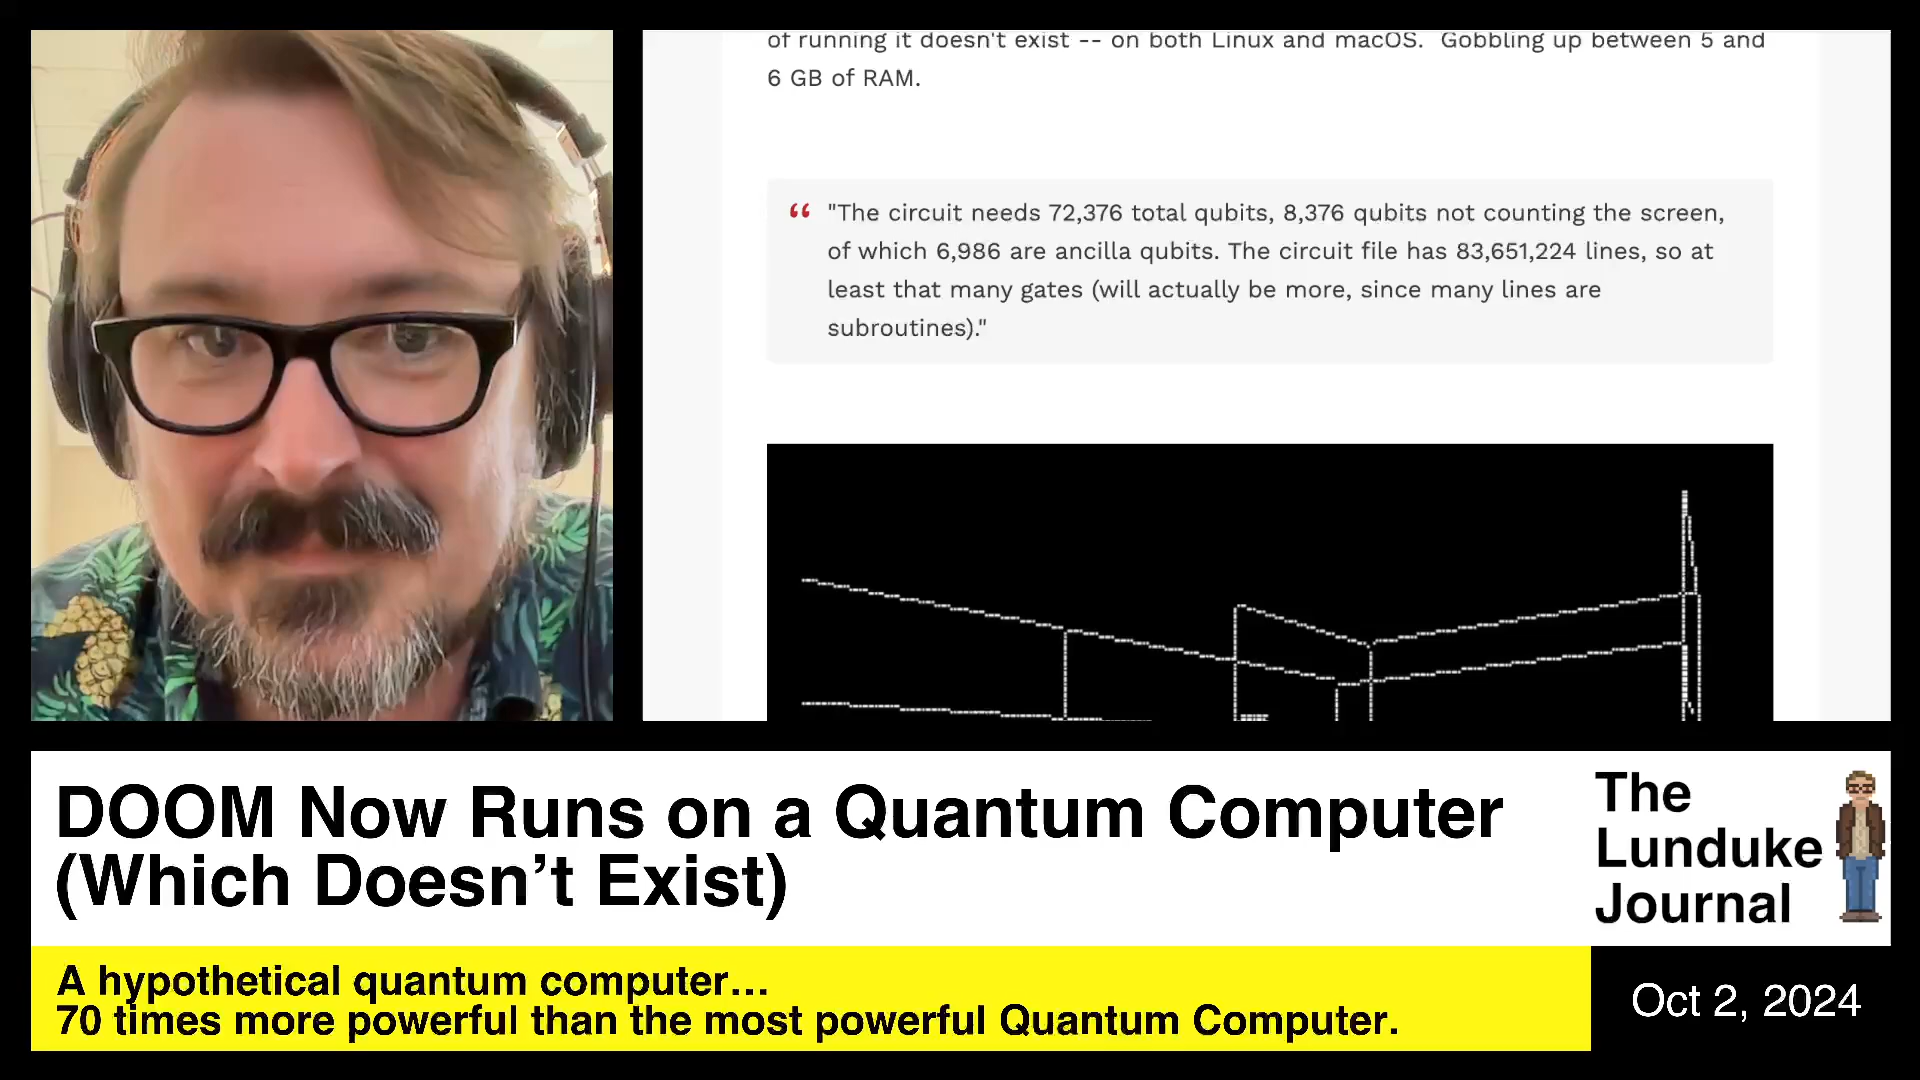 of running it doesn't exist -- on both Linux and macOS. Gobbling up between 5 and
6 GB of RAM.
“ "The circuit needs 72,376 total qubits, 8,376 qubits not counting the screen,
of which 6,986 are ancilla qubits. The circuit file has 83,651,224 lines, so at
least that many gates (will actually be more, since many lines are
subroutines)."
DOOM Now Runs on a Quantum Computer
(Which Doesn’t Exist)
The
Lunduke
Journal
A hypothetical quantum computer...
70 times more powerful than the most powerful Quantum Computer.
Oct 2, 2024